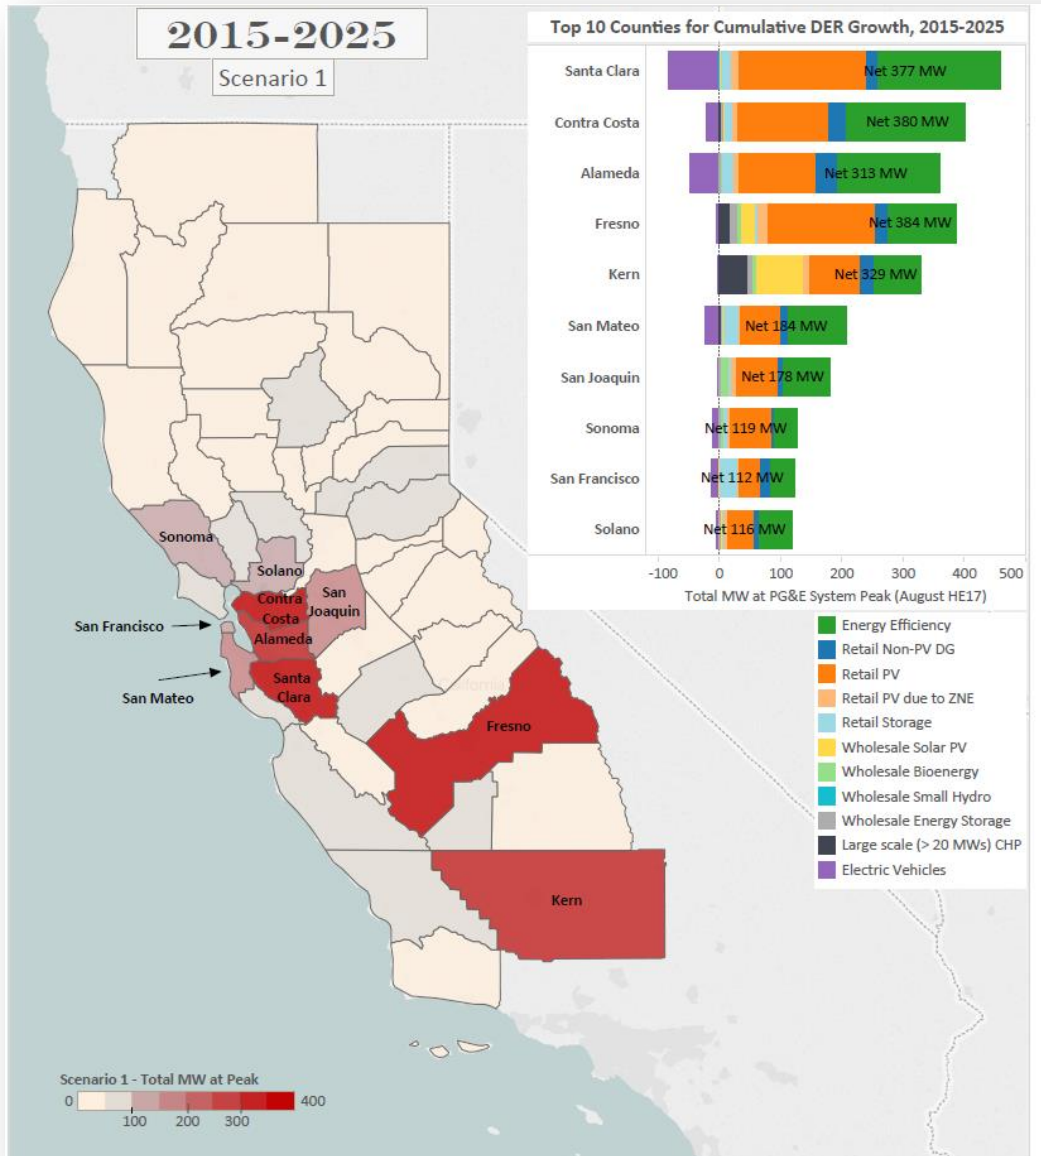 2015-2025
Scenario 1
Top 10 Counties for Cumulative DER Growth, 2015-2025
Santa Clara
Net 377 MW
Contra Costa
Net 380 MW
Alameda
Net 313 MW
Fresno
Net 384 MW
Kern
Net 329 MW
San Mateo
Net 184 MW
San Joaquin
Net 178 MW
Sonoma
Net 119 MW
San Francisco
Net 112 MW
Solano
Net 116 MW
-100 0 100 200 300 400 500
Total MW at PG&E System Peak (August HE17)
Energy Efficiency
Retail Non-PV DG
Retail PV
Retail PV due to ZNE
Retail Storage
Wholesale Solar PV
Wholesale Bioenergy
Wholesale Small Hydro
Wholesale Energy Storage
Large scale (> 20 MWs) CHP
Electric Vehicles
Sonoma
Solano
Contra
Costa
San
Joaquin
San Francisco
Alameda
San Mateo
Santa
Clara
California
Fresno
Kern
Scenario 1 - Total MW at Peak
0 400
100 200 300